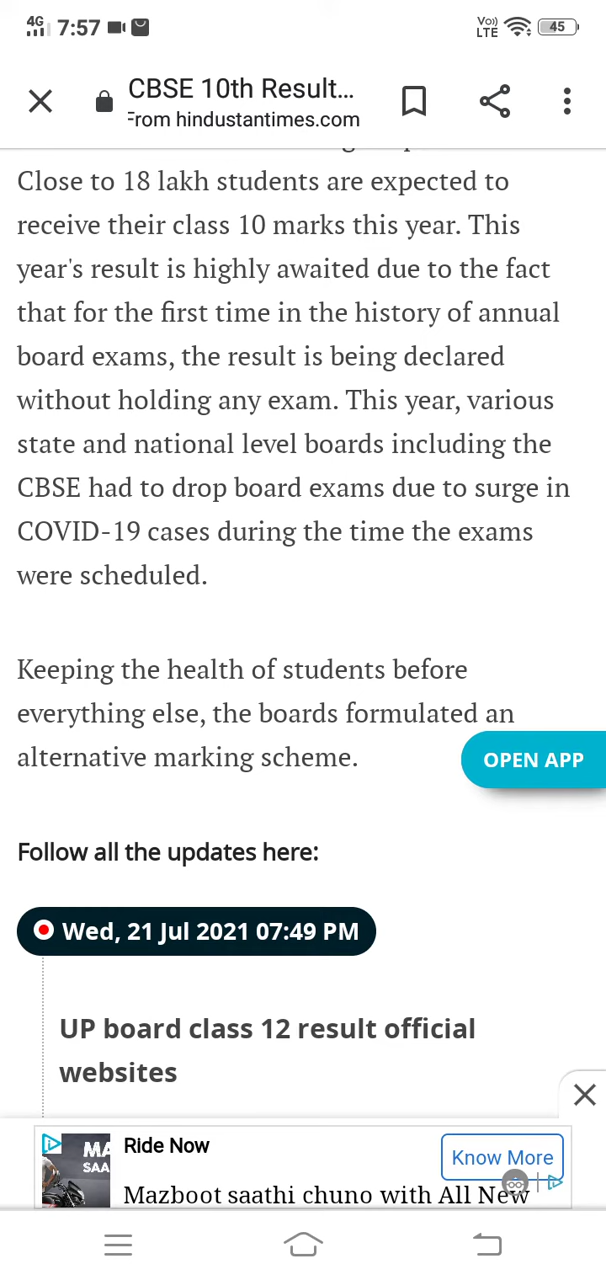 4G 7:57 Vo)) LTE 45
CBSE 10th Result...
From hindustantimes.com
Close to 18 lakh students are expected to
receive their class 10 marks this year. This
year's result is highly awaited due to the fact
that for the first time in the history of annual
board exams, the result is being declared
without holding any exam. This year, various
state and national level boards including the
CBSE had to drop board exams due to surge in
COVID-19 cases during the time the exams
were scheduled.
Keeping the health of students before
everything else, the boards formulated an
alternative marking scheme.
OPEN APP
Follow all the updates here:
Wed, 21 Jul 2021 07:49 PM
UP board class 12 result official
websites
Ride Now
Know More
Mazboot saathi chuno with All New